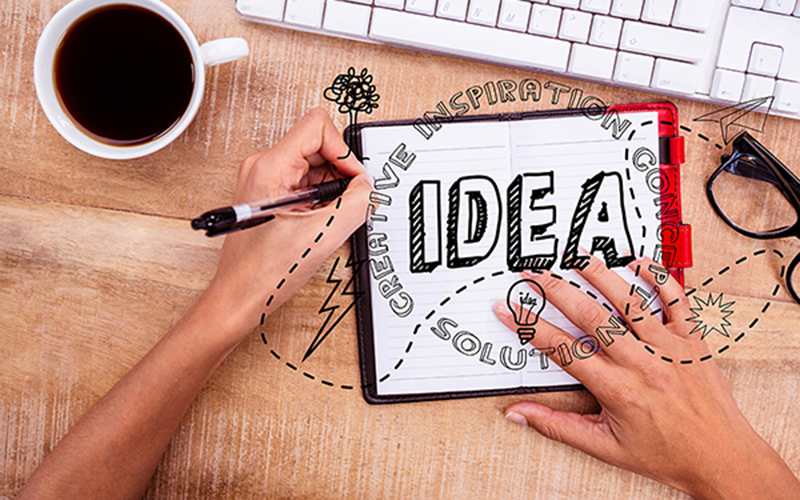 CREATIVE
INSPIRATION
CONCEPT
IDEA
idea
SOLUTION